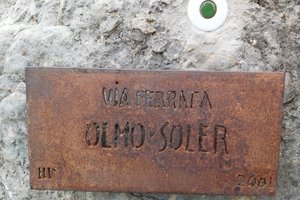 VIA FERRATA
OLMO · SOLER
2001